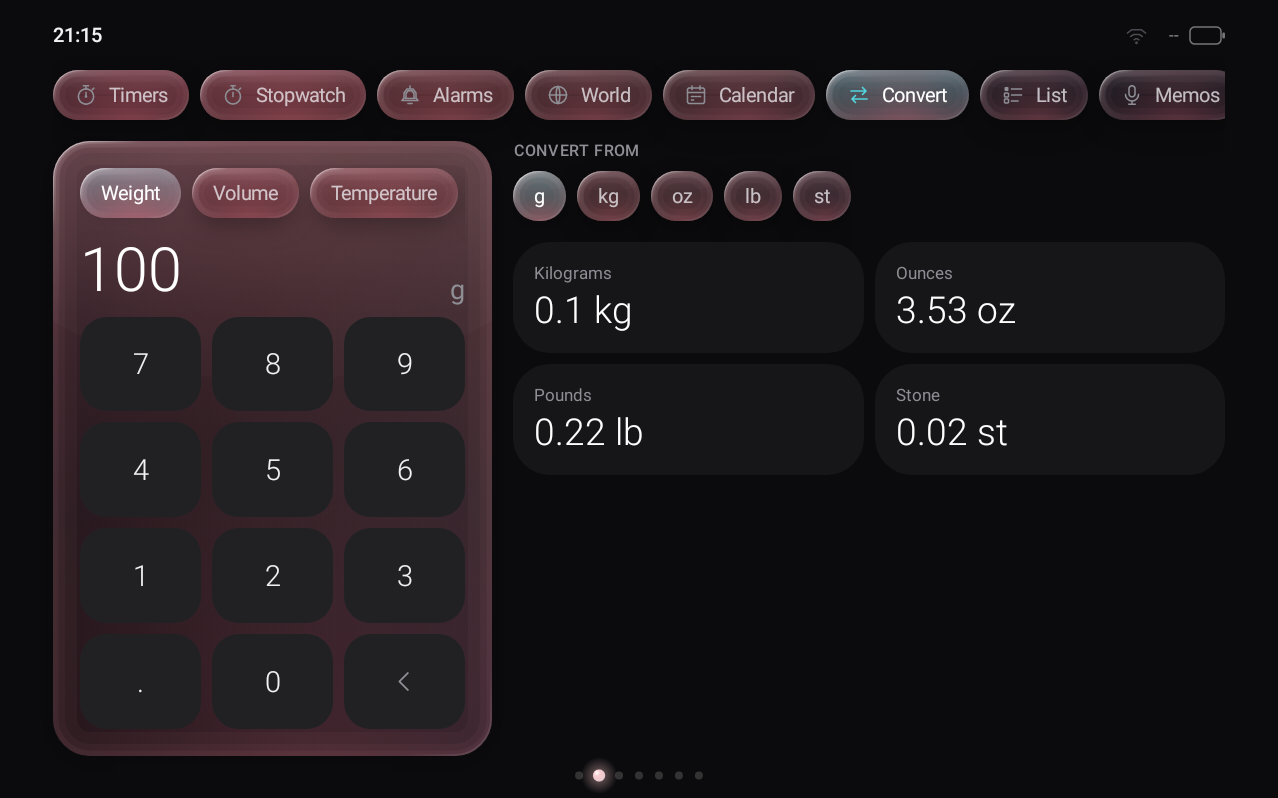 21:15
--
Timers Stopwatch Alarms World Calendar Convert List Memos
Weight Volume Temperature
100 g
7 8 9
4 5 6
1 2 3
. 0
CONVERT FROM
g kg oz lb st
Kilograms
0.1 kg
Ounces
3.53 oz
Pounds
0.22 lb
Stone
0.02 st